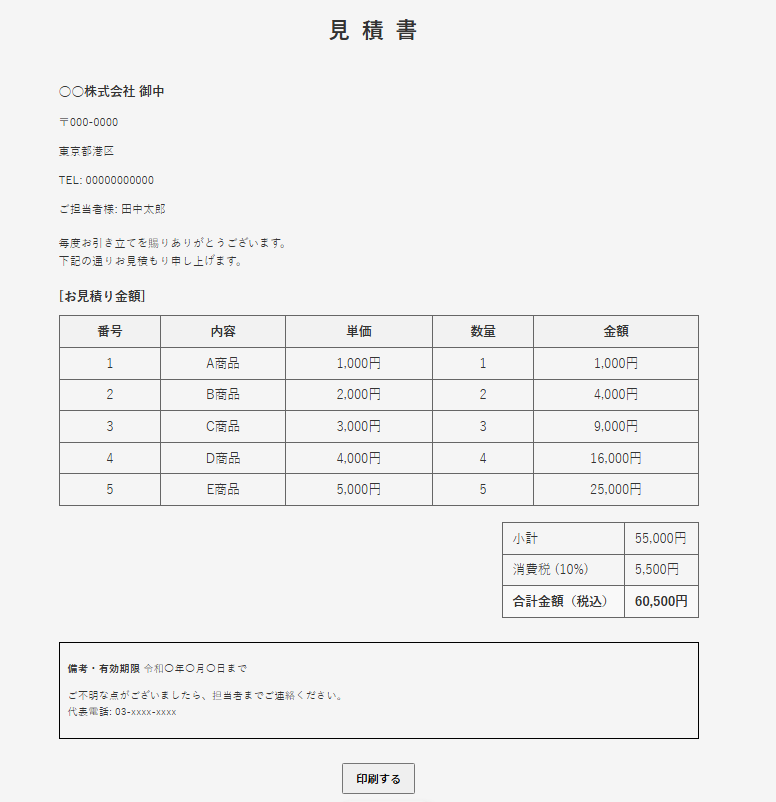 見積書
〇〇株式会社 御中
〒000-0000
東京都港区
TEL: 00000000000
ご担当者様: 田中太郎
毎度お引き立てを賜りありがとうございます。
下記の通りお見積もり申し上げます。
[お見積り金額]
番号 内容 単価 数量 金額
1 A商品 1,000円 1 1,000円
2 B商品 2,000円 2 4,000円
3 C商品 3,000円 3 9,000円
4 D商品 4,000円 4 16,000円
5 E商品 5,000円 5 25,000円
小計 55,000円
消費税 (10%) 5,500円
合計金額（税込） 60,500円
備考・有効期限 令和〇年〇月〇日まで
ご不明な点がございましたら、担当者までご連絡ください。
代表電話: 03-xxxx-xxxx
印刷する